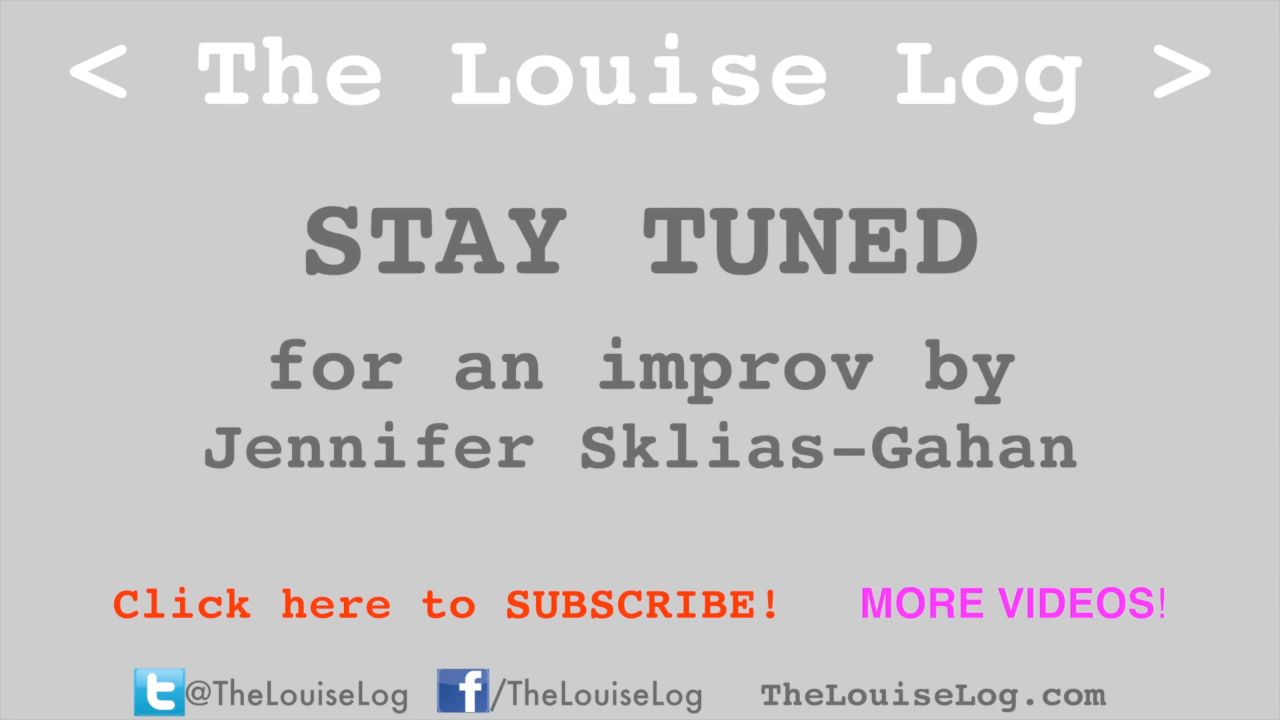 < The Louise Log >
STAY TUNED
for an improv by
Jennifer Sklias-Gahan
Click here to SUBSCRIBE! MORE VIDEOS!
@TheLouiseLog /TheLouiseLog TheLouiseLog.com